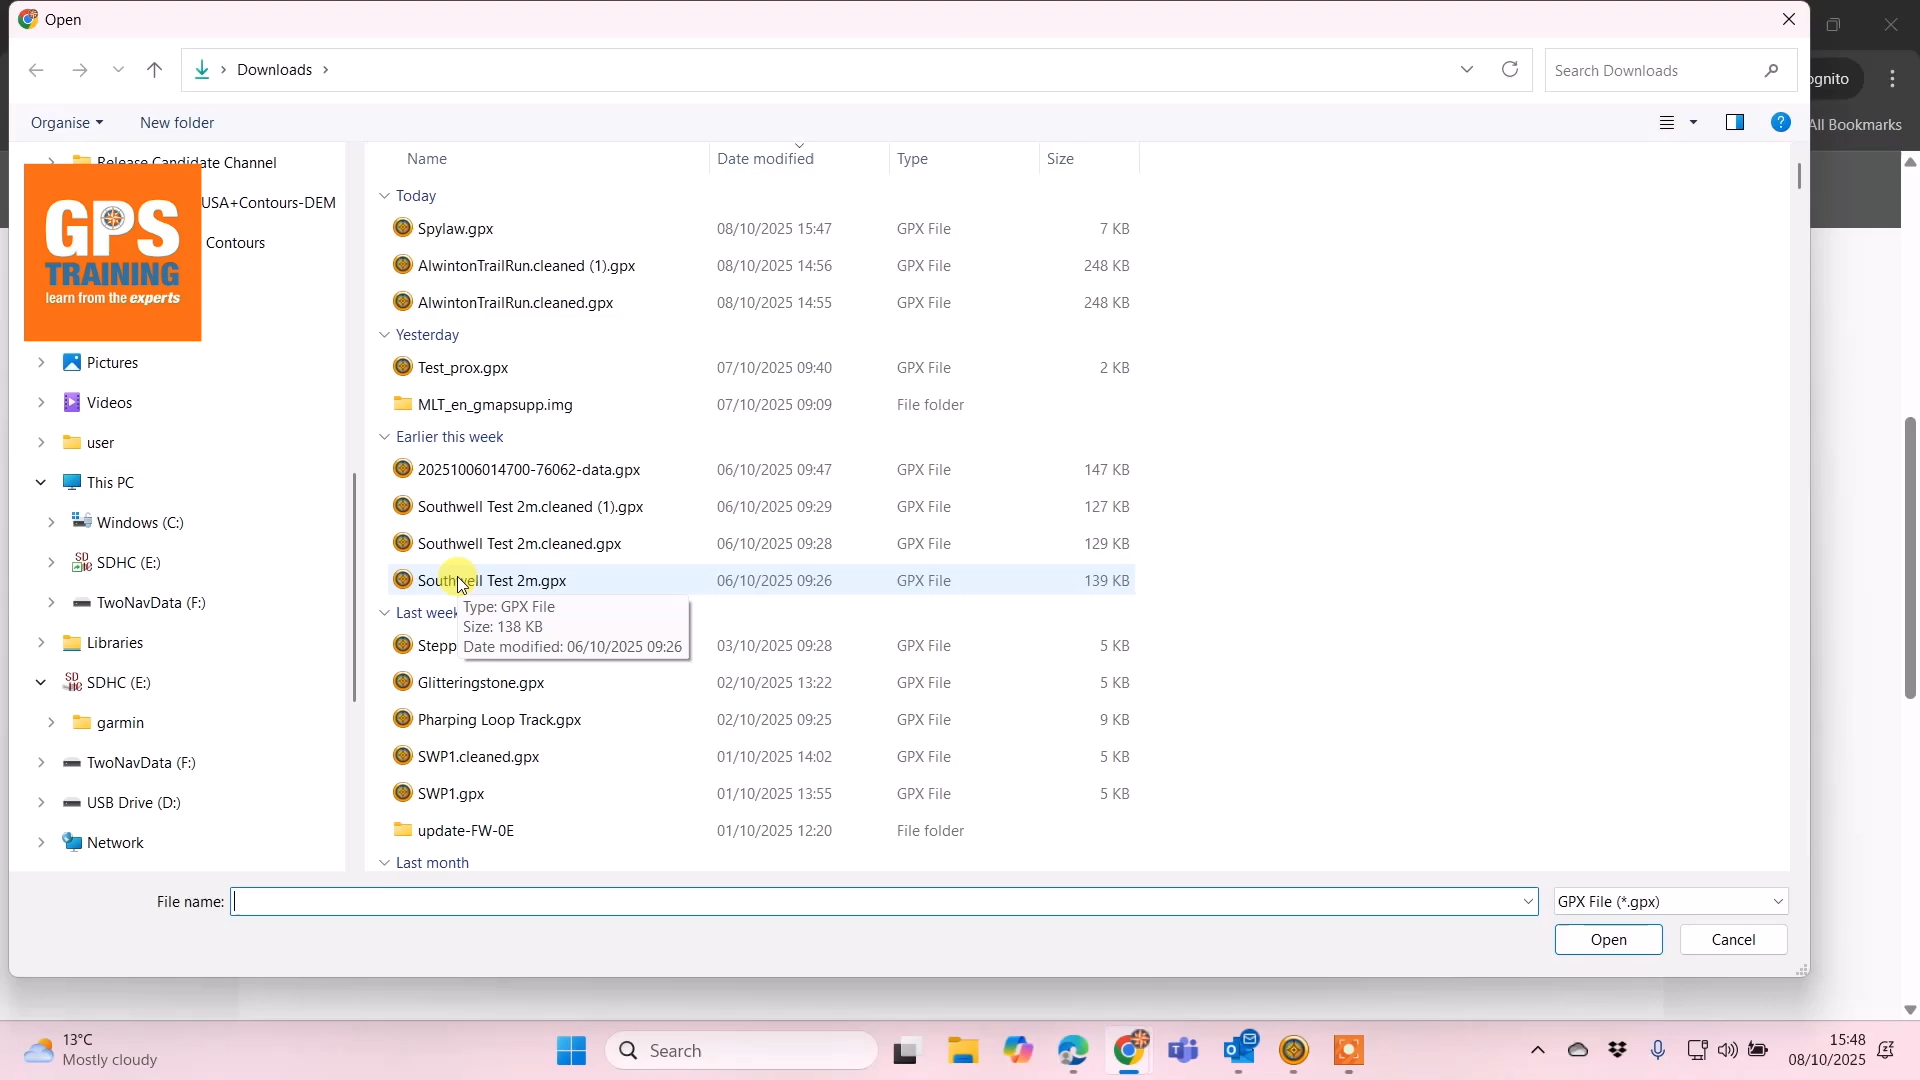 Open
Downloads
Search Downloads
ognito
Organise
New folder
All Bookmarks
Release Candidate Channel
USA+Contours-DEM
Contours
GPS
TRAINING
learn from the experts
Pictures
Videos
user
This PC
Windows (C:)
SDHC (E:)
TwoNavData (F:)
Libraries
SDHC (E:)
garmin
TwoNavData (F:)
USB Drive (D:)
Network
Name Date modified Type Size
Today
Spylaw.gpx 08/10/2025 15:47 GPX File 7 KB
AlwintonTrailRun.cleaned (1).gpx 08/10/2025 14:56 GPX File 248 KB
AlwintonTrailRun.cleaned.gpx 08/10/2025 14:55 GPX File 248 KB
Yesterday
Test_prox.gpx 07/10/2025 09:40 GPX File 2 KB
MLT_en_gmapsupp.img 07/10/2025 09:09 File folder
Earlier this week
20251006014700-76062-data.gpx 06/10/2025 09:47 GPX File 147 KB
Southwell Test 2m.cleaned (1).gpx 06/10/2025 09:29 GPX File 127 KB
Southwell Test 2m.cleaned.gpx 06/10/2025 09:28 GPX File 129 KB
Southwell Test 2m.gpx 06/10/2025 09:26 GPX File 139 KB
Last week
Type: GPX File
Size: 138 KB
Date modified: 06/10/2025 09:26
Stepp 03/10/2025 09:28 GPX File 5 KB
Glitteringstone.gpx 02/10/2025 13:22 GPX File 5 KB
Pharping Loop Track.gpx 02/10/2025 09:25 GPX File 9 KB
SWP1.cleaned.gpx 01/10/2025 14:02 GPX File 5 KB
SWP1.gpx 01/10/2025 13:55 GPX File 5 KB
update-FW-0E 01/10/2025 12:20 File folder
Last month
File name:
GPX File (*.gpx)
Open
Cancel
13°C
Mostly cloudy
Search
15:48
08/10/2025